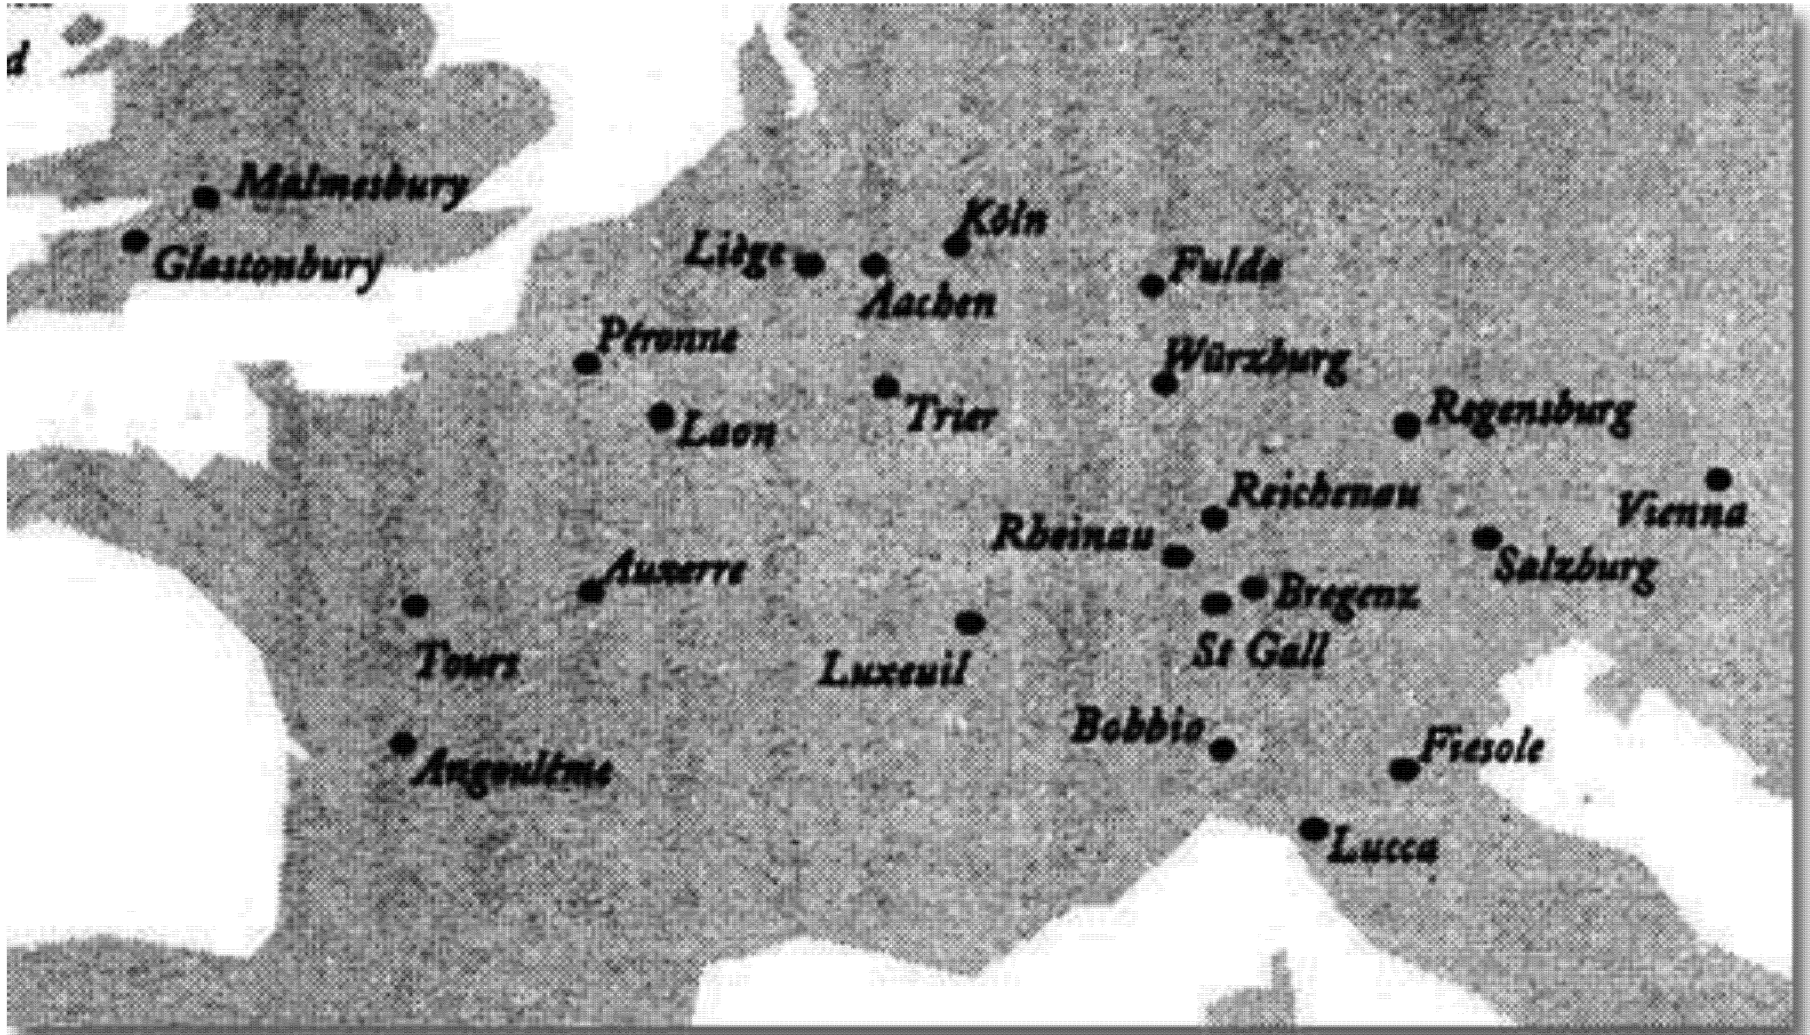 d
Malmesbury
Glastonbury
Köln
Liège
Aachen
Fulda
Péronne
Würzburg
Trier
Laon
Regensburg
Reichenau
Vienna
Rheinau
Salzburg
Auxerre
Bregenz
St Gall
Tours
Luxeuil
Bobbio
Fiesole
Angoulême
Lucca